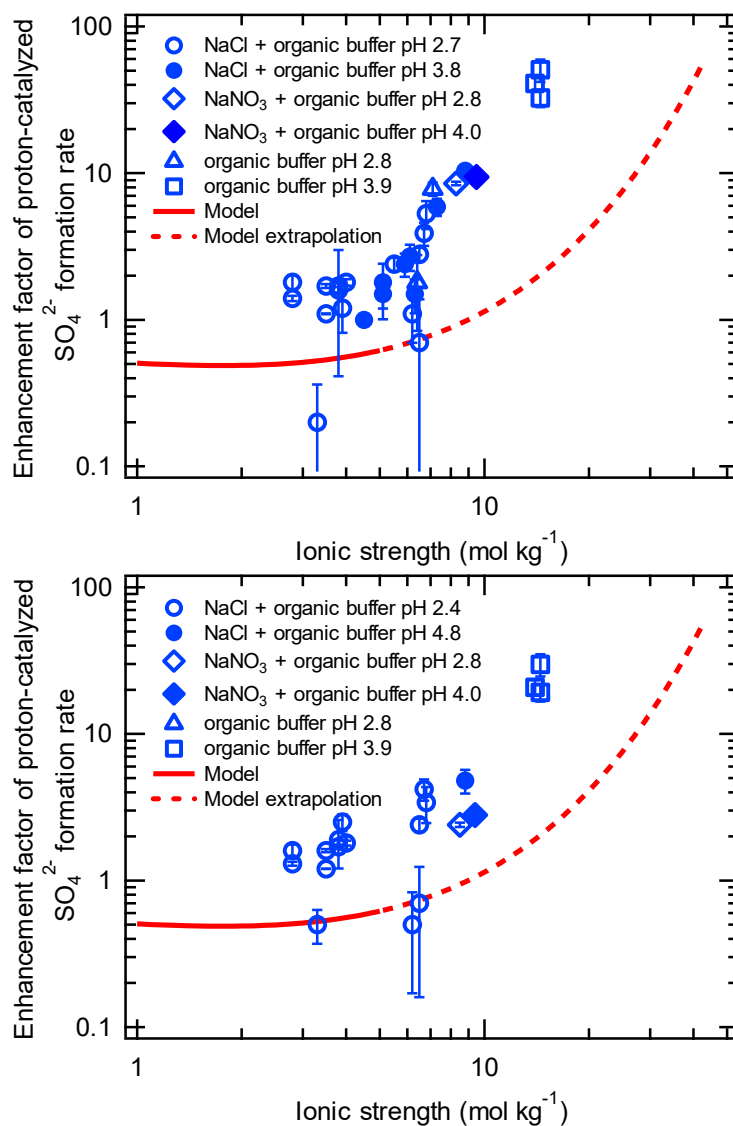 Enhancement factor of proton-catalyzed
SO₄²⁻ formation rate
100
10
1
0.1
NaCl + organic buffer pH 2.7
NaCl + organic buffer pH 3.8
NaNO₃ + organic buffer pH 2.8
NaNO₃ + organic buffer pH 4.0
organic buffer pH 2.8
organic buffer pH 3.9
Model
Model extrapolation
1 10
Ionic strength (mol kg⁻¹)
Enhancement factor of proton-catalyzed
SO₄²⁻ formation rate
100
10
1
0.1
NaCl + organic buffer pH 2.4
NaCl + organic buffer pH 4.8
NaNO₃ + organic buffer pH 2.8
NaNO₃ + organic buffer pH 4.0
organic buffer pH 2.8
organic buffer pH 3.9
Model
Model extrapolation
1 10
Ionic strength (mol kg⁻¹)